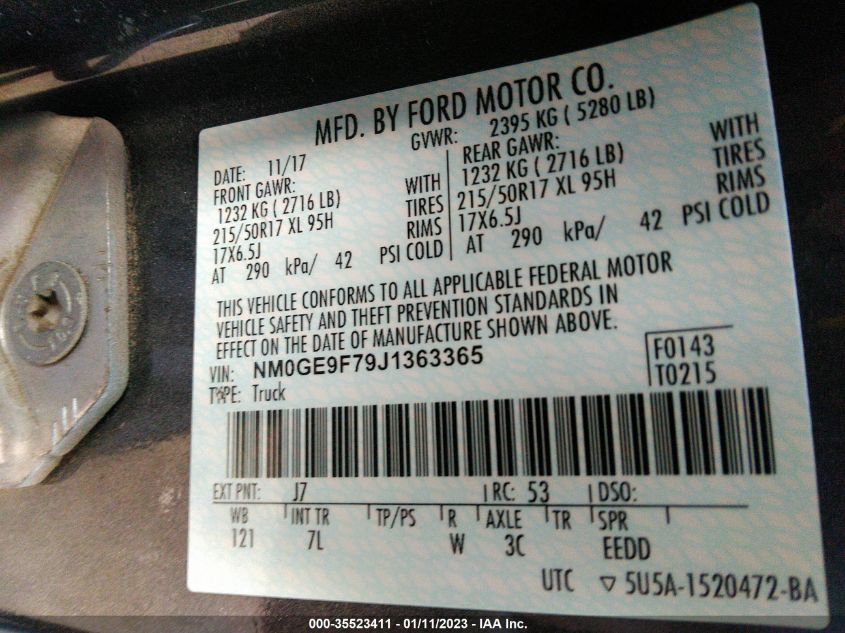 MFD. BY FORD MOTOR CO.
DATE: 11/17 GVWR: 2395 KG ( 5280 LB)
FRONT GAWR: REAR GAWR:
1232 KG ( 2716 LB) WITH 1232 KG ( 2716 LB) WITH
215/50R17 XL 95H TIRES 215/50R17 XL 95H TIRES
17X6.5J RIMS 17X6.5J RIMS
AT 290 kPa/ 42 PSI COLD AT 290 kPa/ 42 PSI COLD
THIS VEHICLE CONFORMS TO ALL APPLICABLE FEDERAL MOTOR
VEHICLE SAFETY AND THEFT PREVENTION STANDARDS IN
EFFECT ON THE DATE OF MANUFACTURE SHOWN ABOVE.
VIN: NM0GE9F79J1363365 F0143
TYPE: Truck T0215
EXT PNT: J7 RC: 53 DSO:
WB INT TR TP/PS R AXLE TR SPR
121 7L W 3C EEDD
UTC ▽ 5U5A-1520472-BA
000-35523411 - 01/11/2023 - IAA Inc.